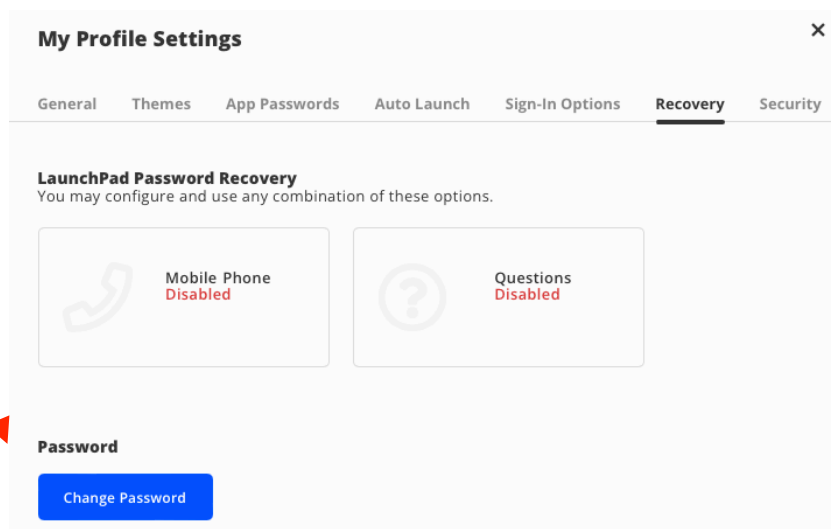 My Profile Settings
General Themes App Passwords Auto Launch Sign-In Options Recovery Security
LaunchPad Password Recovery
You may configure and use any combination of these options.
Mobile Phone
Disabled
Questions
Disabled
Password
Change Password